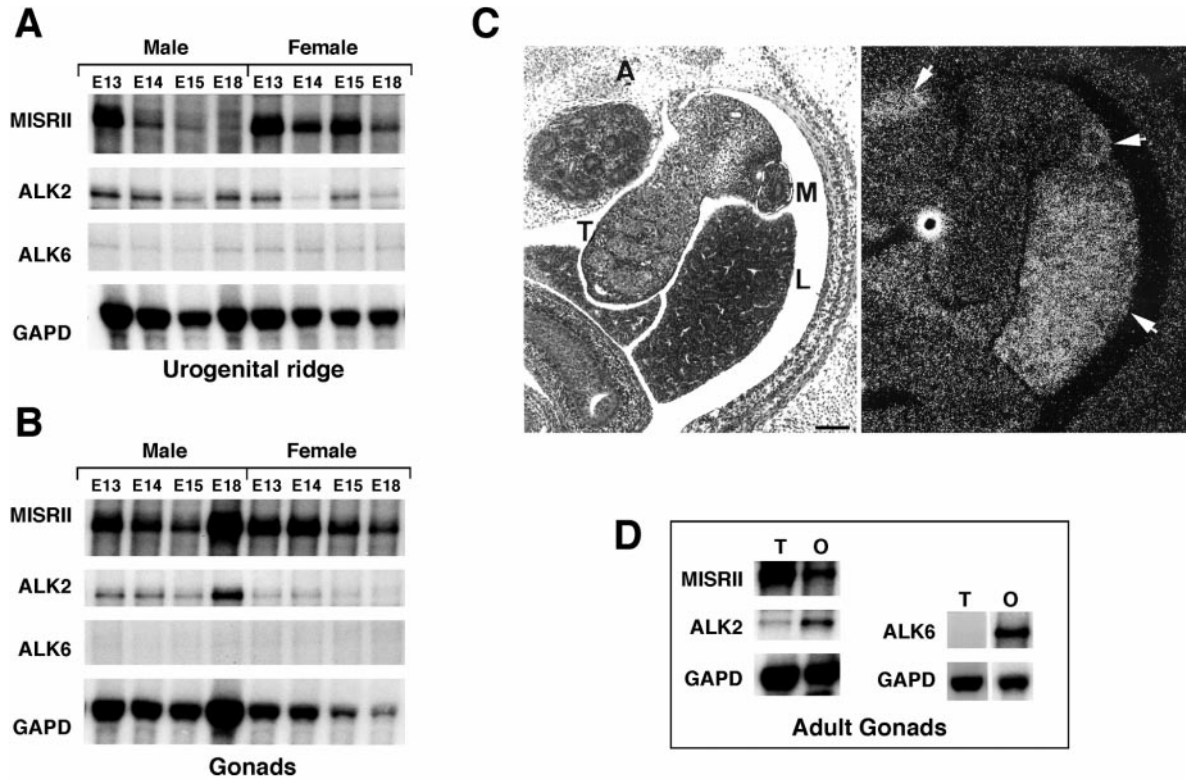 A
Male Female
E13 E14 E15 E18 E13 E14 E15 E18
MISRII
ALK2
ALK6
GAPD
Urogenital ridge
B
Male Female
E13 E14 E15 E18 E13 E14 E15 E18
MISRII
ALK2
ALK6
GAPD
Gonads
C
A
T
M
L
D
T O
MISRII
ALK2
GAPD
T O
ALK6
GAPD
Adult Gonads